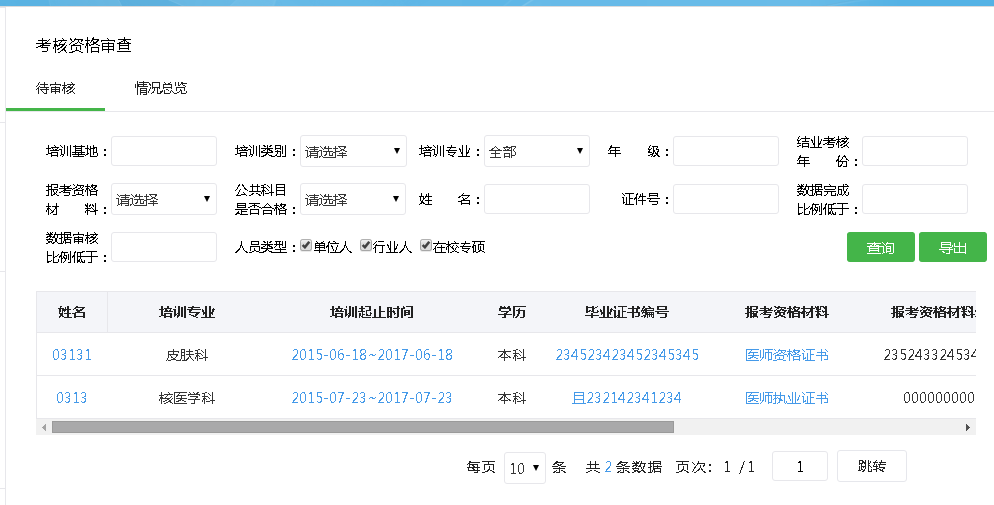 考核资格审查
待审核 情况总览
培训基地： 培训类别： 请选择 培训专业： 全部 年 级： 结业考核年 份：
报考资格材 料： 请选择 公共科目是否合格： 请选择 姓 名： 证件号： 数据完成比例低于：
数据审核比例低于： 人员类型： 单位人 行业人 在校专硕 查询 导出
姓名 培训专业 培训起止时间 学历 毕业证书编号 报考资格材料 报考资格材料
03131 皮肤科 2015-06-18~2017-06-18 本科 234523423452345345 医师资格证书 235243324534
0313 核医学科 2015-07-23~2017-07-23 本科 且232142341234 医师执业证书 000000000
每页 10 条 共 2 条数据 页次：1 /1 1 跳转